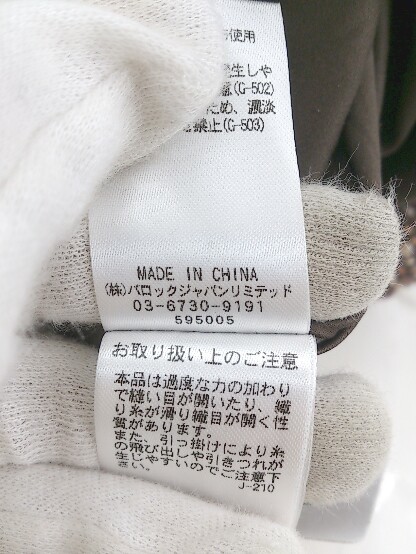 使用
生しや
(G-502)
ため、濃淡
禁止(G-503)
MADE IN CHINA
(株)バロックジャパンリミテッド
03-6730-9191
595005
お取り扱い上のご注意
本品は過度な力の加わり
で縫い目が開いたり、織
り糸が滑り織目が開く性
質があります。
また、引っ掛けにより糸
の飛び出しや引きつれが
生じやすいのでご注意下
さい。
J-210